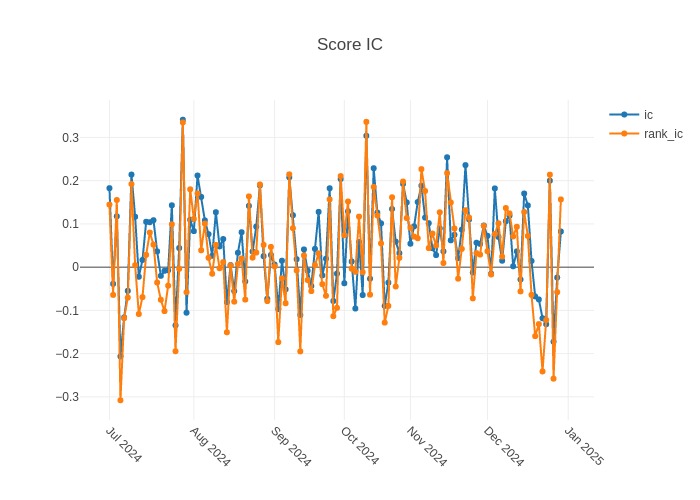 Score IC
ic
rank_ic
0.3
0.2
0.1
0
−0.1
−0.2
−0.3
Jul 2024
Aug 2024
Sep 2024
Oct 2024
Nov 2024
Dec 2024
Jan 2025